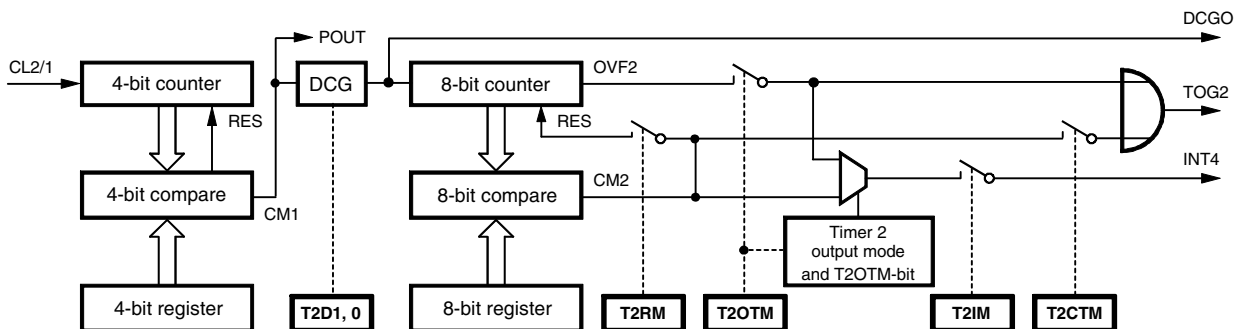 DCGO
POUT
CL2/1
4-bit counter
DCG
8-bit counter
OVF2
TOG2
RES
RES
INT4
4-bit compare
CM1
8-bit compare
CM2
Timer 2
output mode
and T2OTM-bit
4-bit register
T2D1, 0
8-bit register
T2RM
T2OTM
T2IM
T2CTM